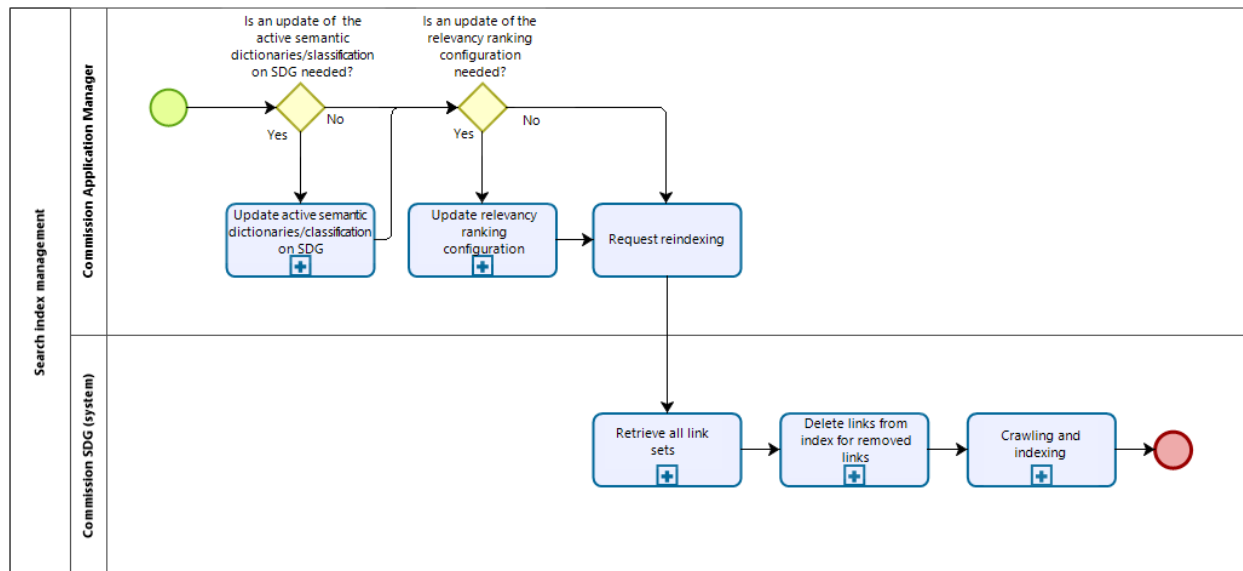 Search index management
Commission Application Manager
Is an update of the
active semantic
dictionaries/slassification
on SDG needed?
Is an update of the
relevancy ranking
configuration
needed?
No
Yes
No
Yes
Update active semantic
dictionaries/classification
on SDG
Update relevancy
ranking
configuration
Request reindexing
Commission SDG (system)
Retrieve all link
sets
Delete links from
index for removed
links
Crawling and
indexing